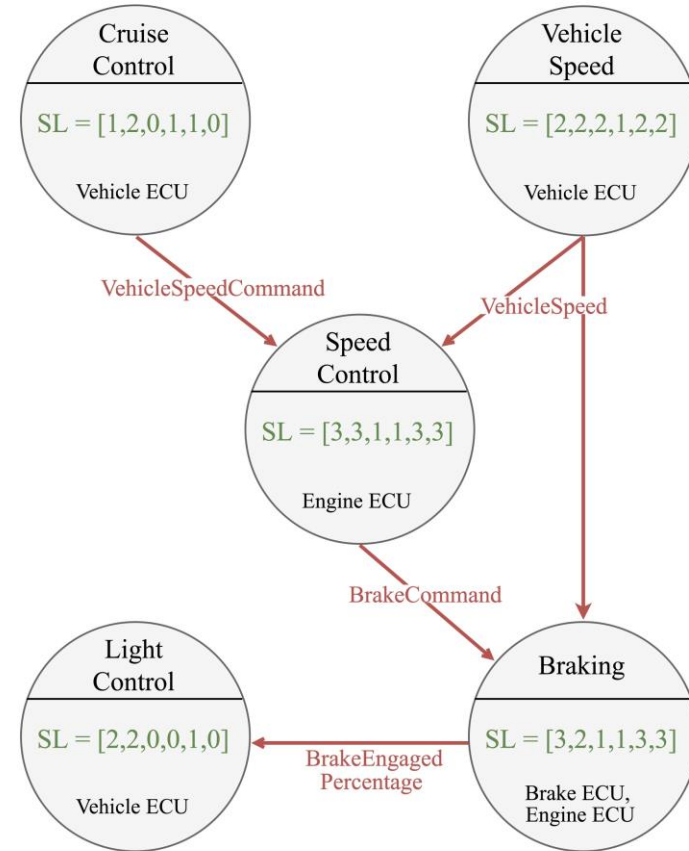 Cruise
Control
SL = [1,2,0,1,1,0]
Vehicle ECU
Vehicle
Speed
SL = [2,2,2,1,2,2]
Vehicle ECU
VehicleSpeedCommand
VehicleSpeed
Speed
Control
SL = [3,3,1,1,3,3]
Engine ECU
BrakeCommand
Light
Control
SL = [2,2,0,0,1,0]
Vehicle ECU
BrakeEngaged
Percentage
Braking
SL = [3,2,1,1,3,3]
Brake ECU,
Engine ECU